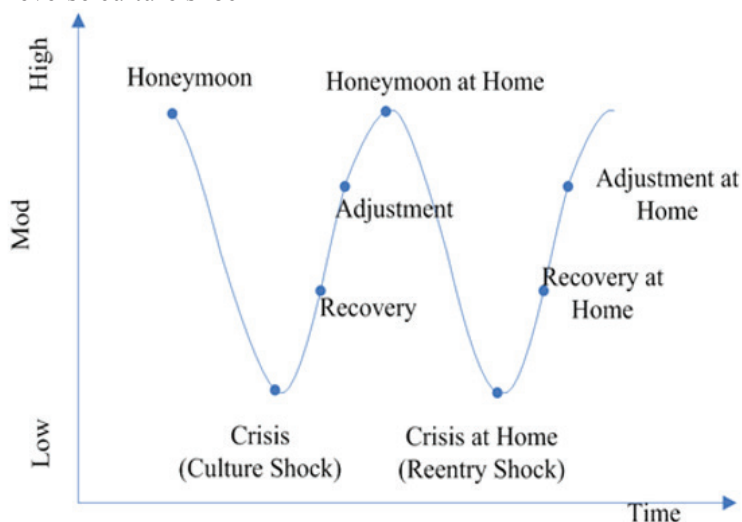 High
Honeymoon
Honeymoon at Home
Mod
Adjustment
Adjustment at
Home
Recovery
Recovery at
Home
Low
Crisis
(Culture Shock)
Crisis at Home
(Reentry Shock)
Time